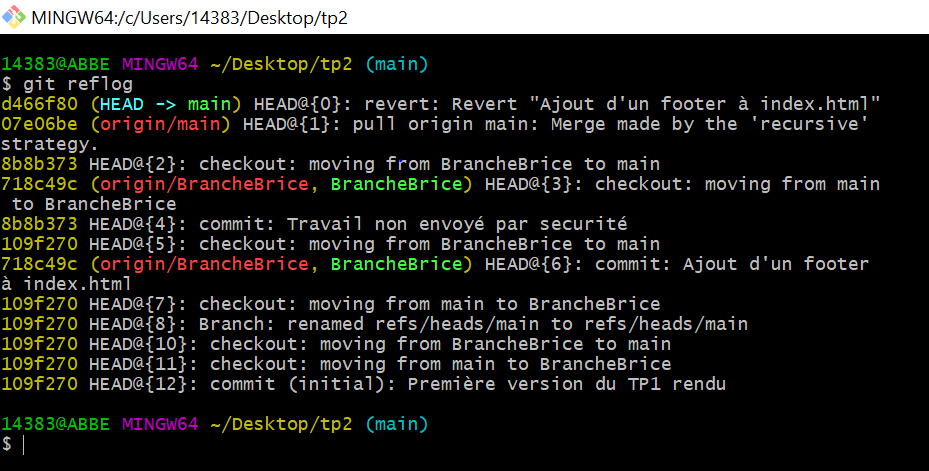 MINGW64:/c/Users/14383/Desktop/tp2
14383@ABBE MINGW64 ~/Desktop/tp2 (main)
$ git reflog
d466f80 (HEAD -> main) HEAD@{0}: revert: Revert "Ajout d'un footer à index.html"
07e06be (origin/main) HEAD@{1}: pull origin main: Merge made by the 'recursive'
strategy.
8b8b373 HEAD@{2}: checkout: moving from BrancheBrice to main
718c49c (origin/BrancheBrice, BrancheBrice) HEAD@{3}: checkout: moving from main
 to BrancheBrice
8b8b373 HEAD@{4}: commit: Travail non envoyé par securité
109f270 HEAD@{5}: checkout: moving from BrancheBrice to main
718c49c (origin/BrancheBrice, BrancheBrice) HEAD@{6}: commit: Ajout d'un footer
à index.html
109f270 HEAD@{7}: checkout: moving from main to BrancheBrice
109f270 HEAD@{8}: Branch: renamed refs/heads/main to refs/heads/main
109f270 HEAD@{10}: checkout: moving from BrancheBrice to main
109f270 HEAD@{11}: checkout: moving from main to BrancheBrice
109f270 HEAD@{12}: commit (initial): Première version du TP1 rendu
14383@ABBE MINGW64 ~/Desktop/tp2 (main)
$